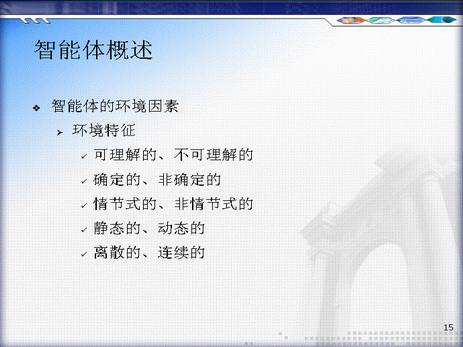 智能体概述
智能体的环境因素
环境特征
可理解的、不可理解的
确定的、非确定的
情节式的、非情节式的
静态的、动态的
离散的、连续的
15